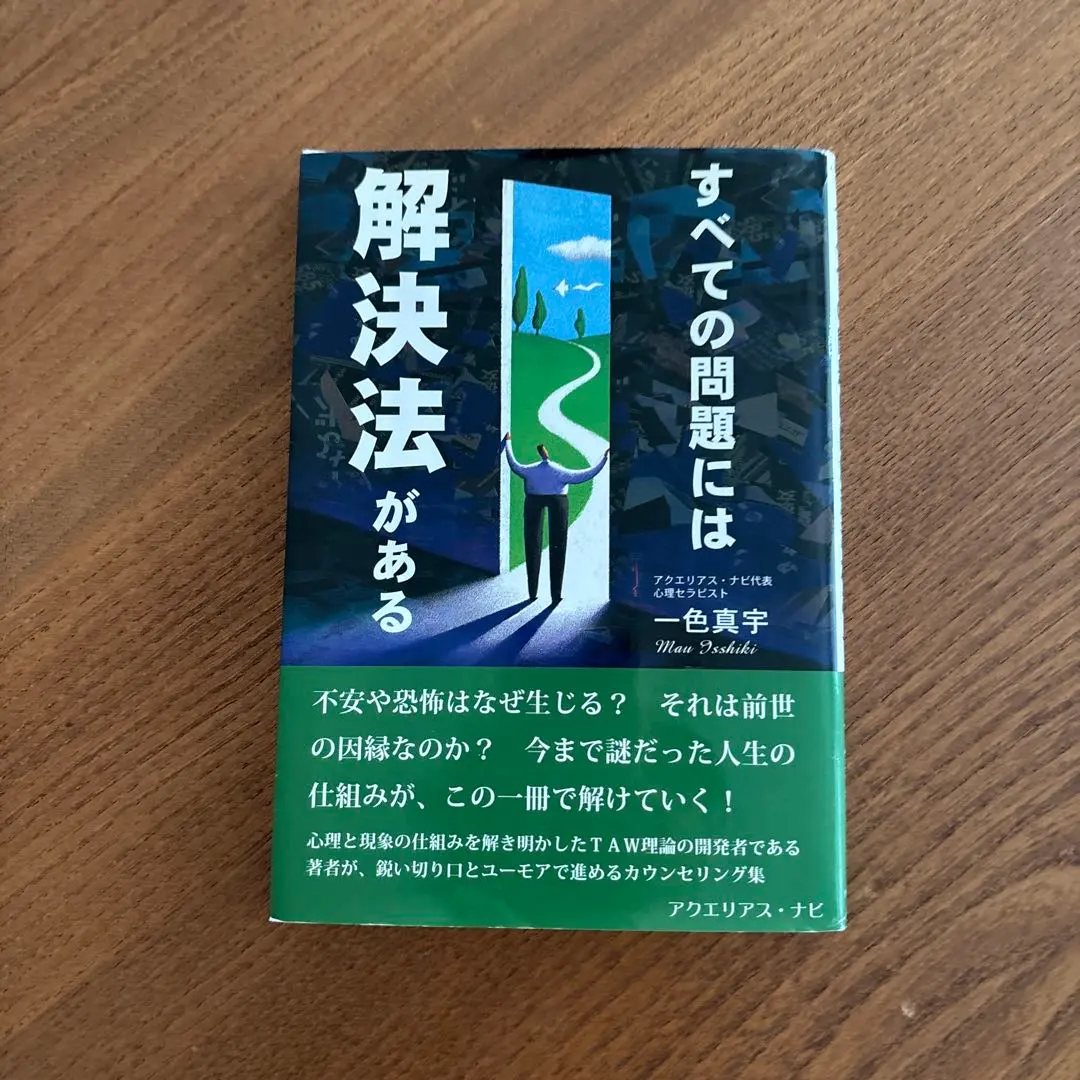 すべての問題には
解決法がある
アクエリアス・ナビ代表
心理セラピスト
一色真宇
Mau Isshiki
不安や恐怖はなぜ生じる？　それは前世
の因縁なのか？　今まで謎だった人生の
仕組みが、この一冊で解けていく！
心理と現象の仕組みを解き明かしたＴＡＷ理論の開発者である
著者が、鋭い切り口とユーモアで進めるカウンセリング集
アクエリアス・ナビ